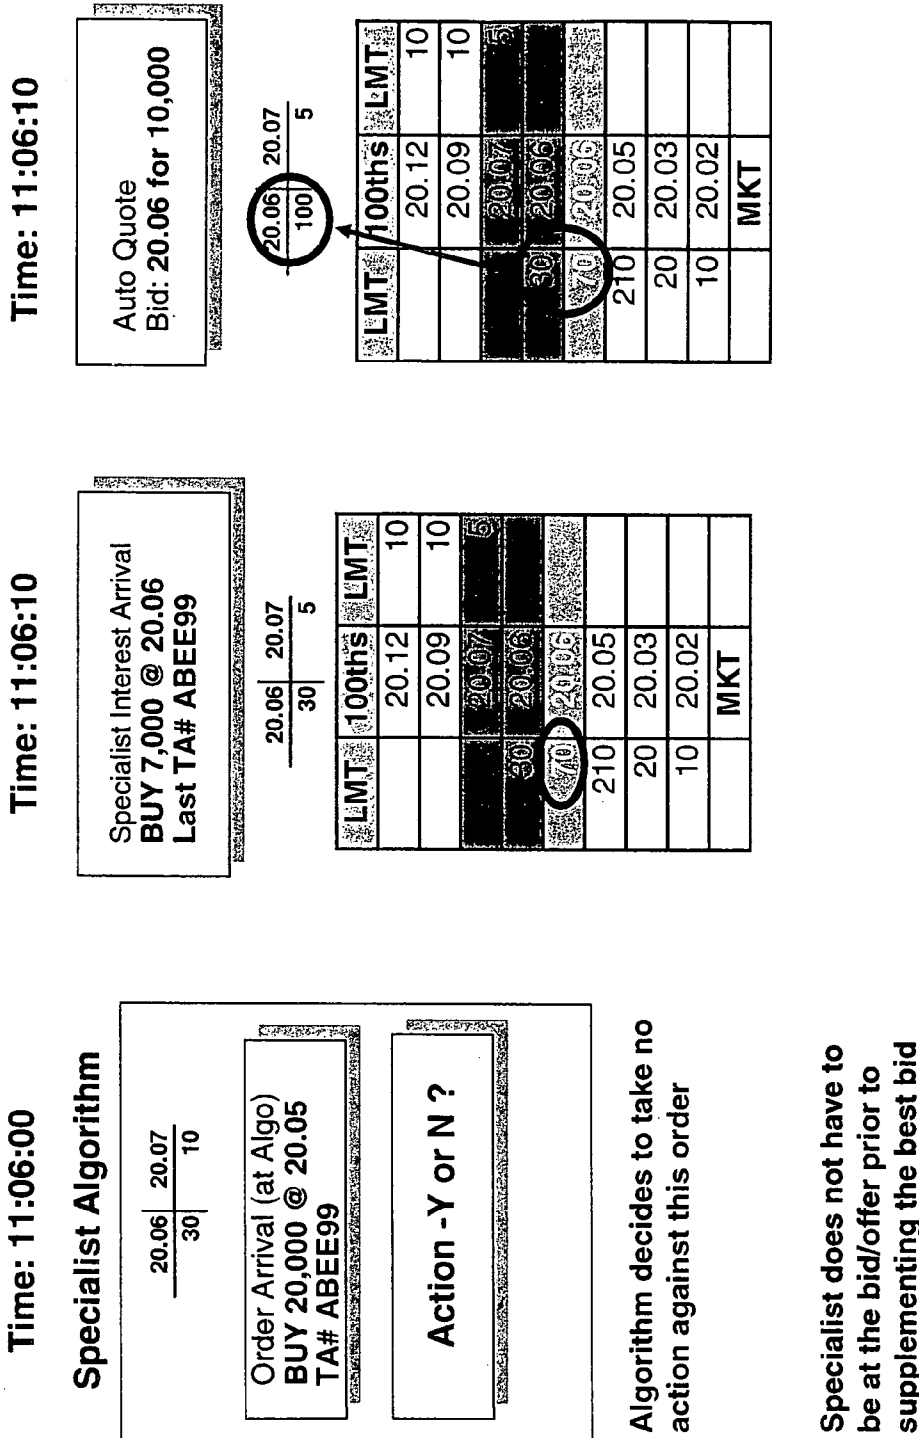 Time: 11:06:00
Specialist Algorithm
20.06 20.07
30 10
Order Arrival (at Algo)
BUY 20,000 @ 20.05
TA# ABEE99
Action -Y or N ?
Algorithm decides to take no
action against this order
Specialist does not have to
be at the bid/offer prior to
supplementing the best bid
Time: 11:06:10
Specialist Interest Arrival
BUY 7,000 @ 20.06
Last TA# ABEE99
20.06 20.07
30 5
LMT 100ths LMT
20.12 10
20.09 10
20.07 5
30 20.06
70 20.06
210 20.05
20 20.03
10 20.02
MKT
Time: 11:06:10
Auto Quote
Bid: 20.06 for 10,000
20.06 20.07
100 5
LMT 100ths LMT
20.12 10
20.09 10
20.07 5
30 20.06
70 20.06
210 20.05
20 20.03
10 20.02
MKT